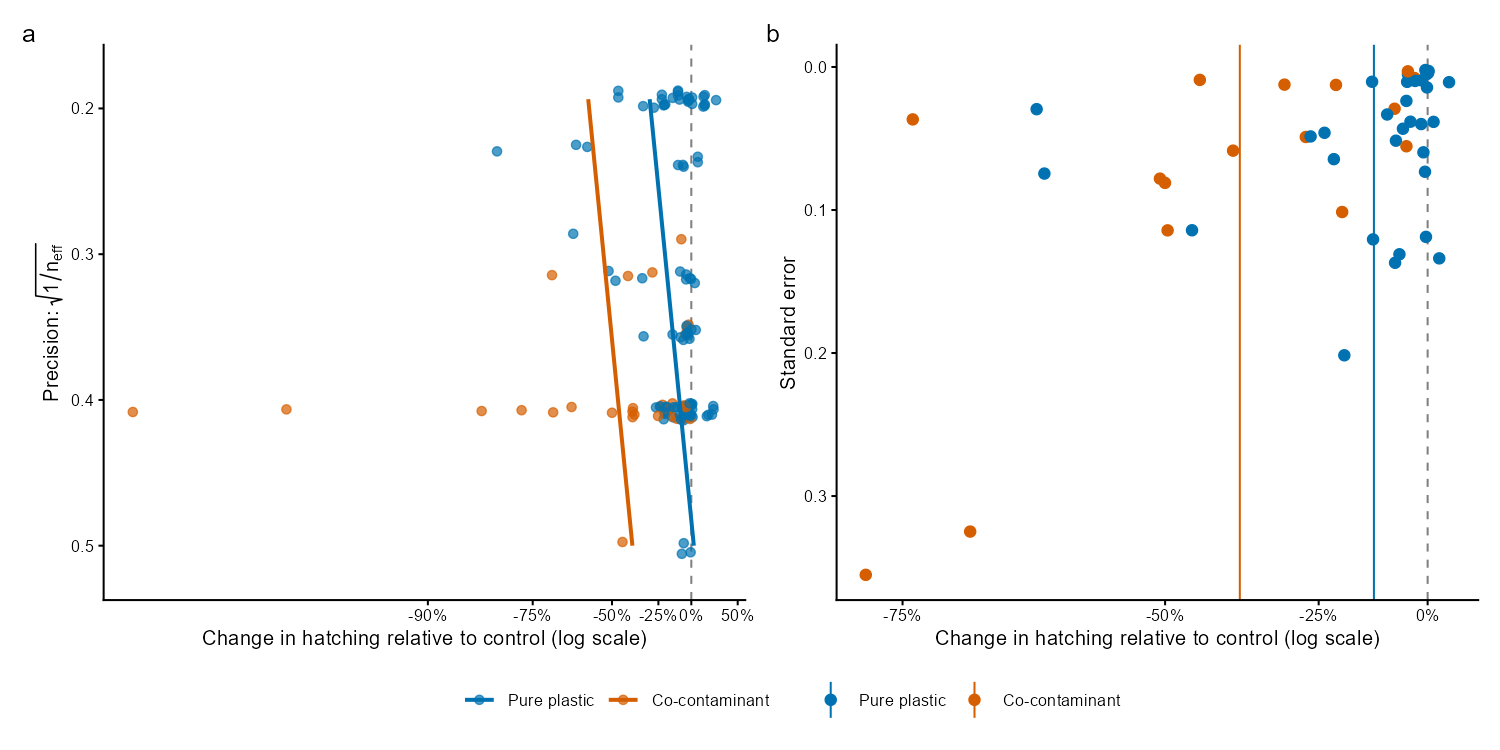 a
b
0.2
0.3
0.4
0.5
Precision: √1/neff
-90%
-75%
-50%
-25%
0%
50%
Change in hatching relative to control (log scale)
0.0
0.1
0.2
0.3
Standard error
-75%
-50%
-25%
0%
Change in hatching relative to control (log scale)
Pure plastic
Co-contaminant
Pure plastic
Co-contaminant